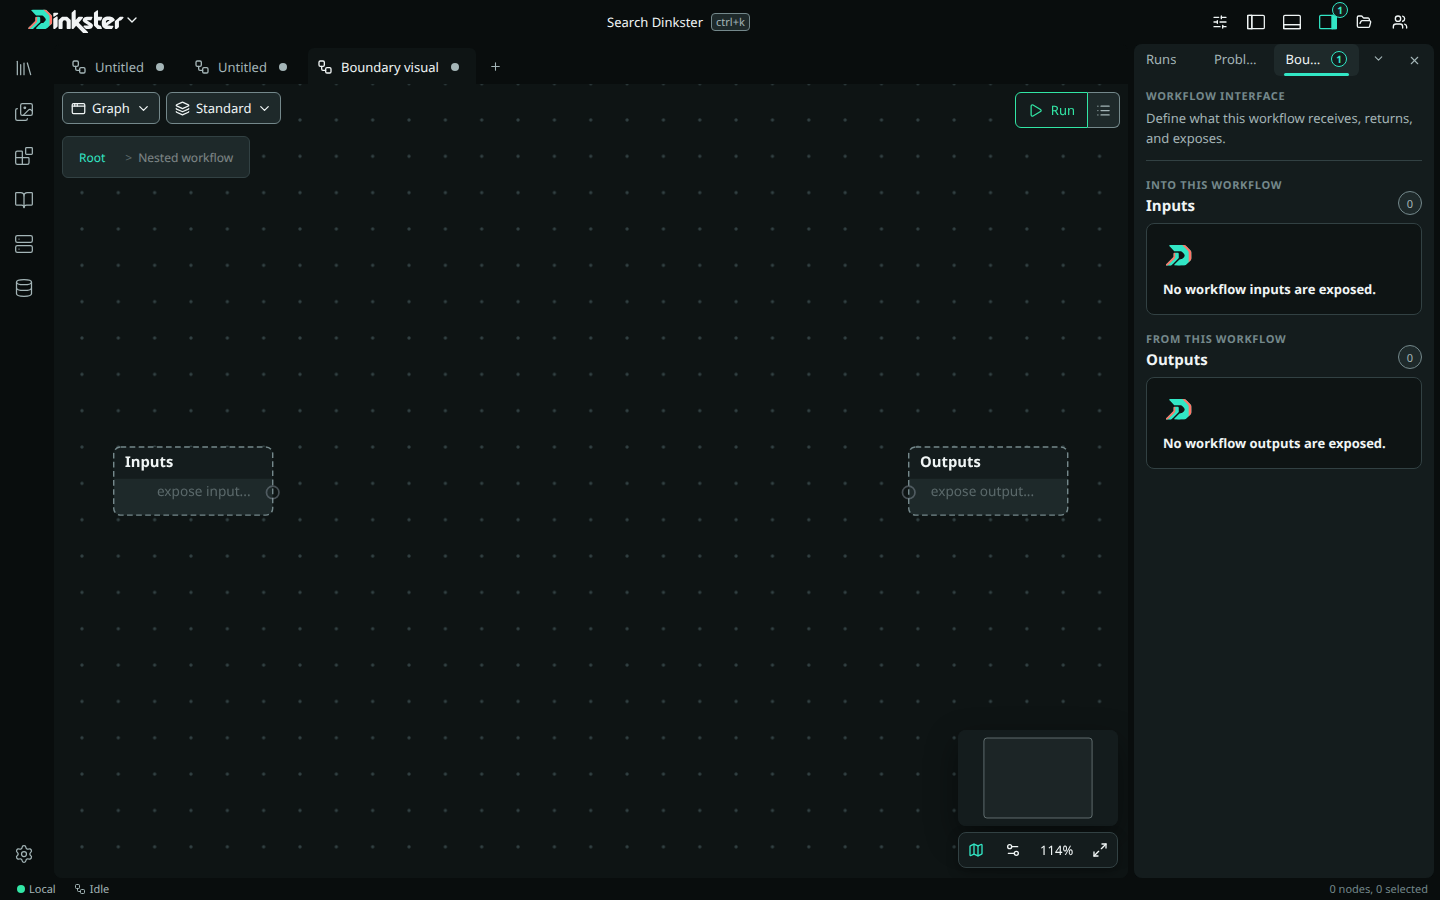 Dinkster
Search Dinkster ctrl+k
1
Untitled
Untitled
Boundary visual
Graph
Standard
Run
Root > Nested workflow
Inputs
expose input...
Outputs
expose output...
114%
Runs
Probl...
Bou... 1
WORKFLOW INTERFACE
Define what this workflow receives, returns,
and exposes.
INTO THIS WORKFLOW
Inputs 0
No workflow inputs are exposed.
FROM THIS WORKFLOW
Outputs 0
No workflow outputs are exposed.
Local
Idle
0 nodes, 0 selected